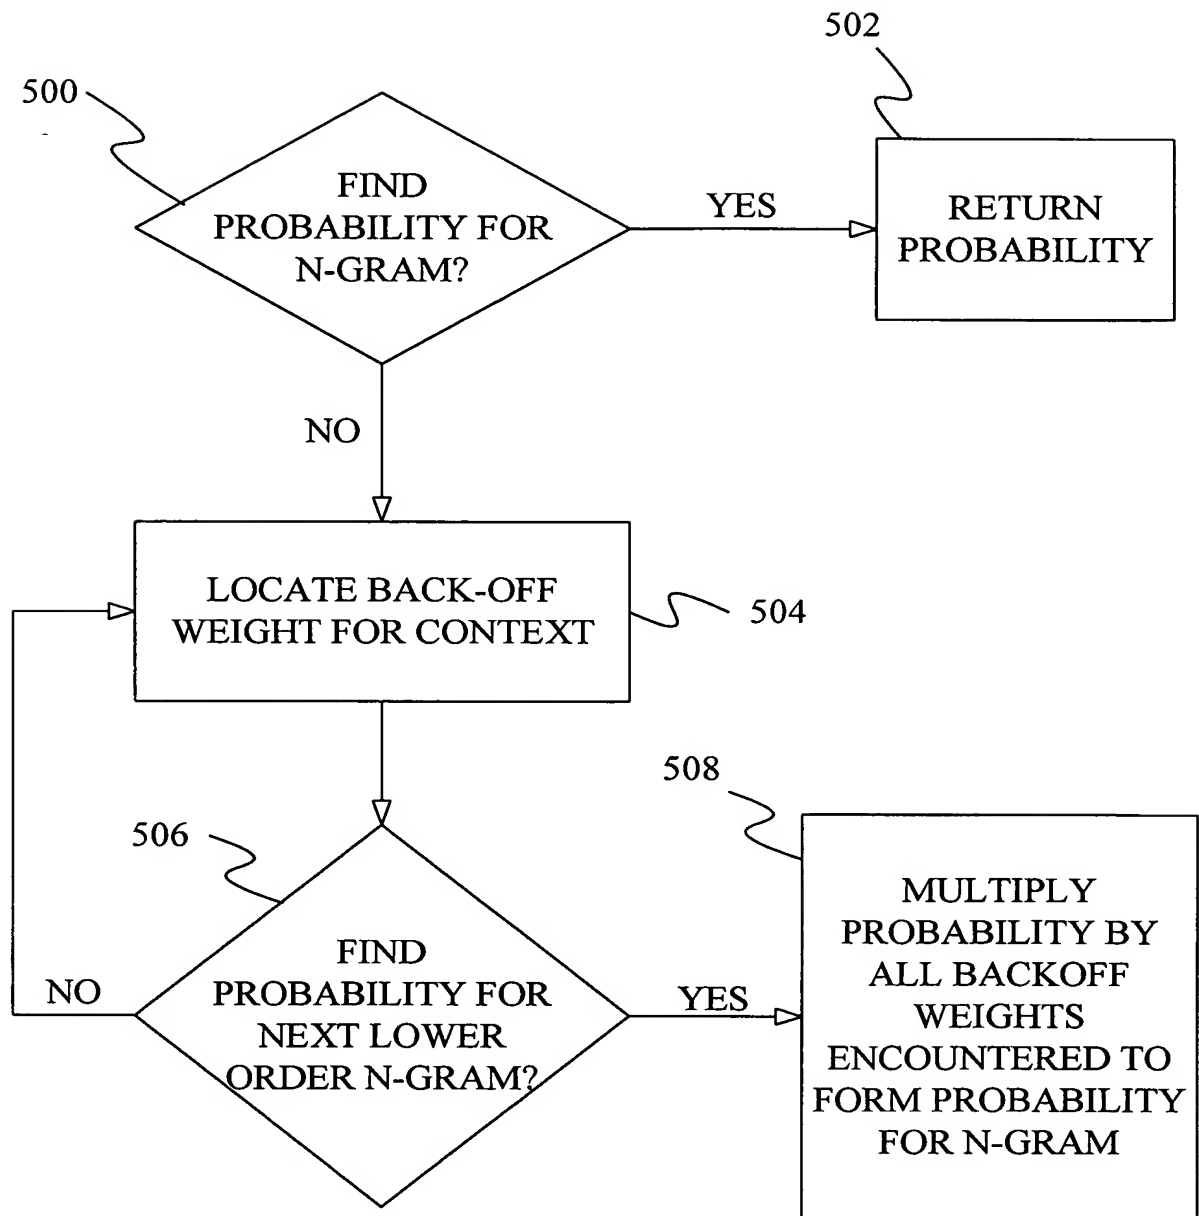 502
500
FIND
PROBABILITY FOR
N-GRAM?
YES
RETURN
PROBABILITY
NO
LOCATE BACK-OFF
WEIGHT FOR CONTEXT
504
508
506
FIND
PROBABILITY FOR
NEXT LOWER
ORDER N-GRAM?
NO
YES
MULTIPLY
PROBABILITY BY
ALL BACKOFF
WEIGHTS
ENCOUNTERED TO
FORM PROBABILITY
FOR N-GRAM